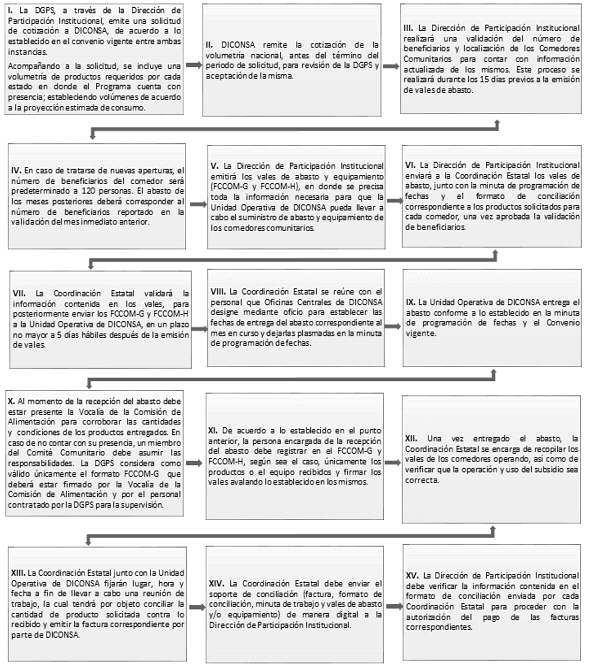 I. La DGPS, a través de la Dirección de
Participación Institucional, emite una solicitud
de cotización a DICONSA, de acuerdo a lo
establecido en el convenio vigente entre ambas
instancias.
Acompañando a la solicitud, se incluye una
volumetría de productos requeridos por cada
estado en donde el Programa cuenta con
presencia; estableciendo volúmenes de acuerdo
a la proyección estimada de consumo.
II. DICONSA remite la cotización de la
volumetría nacional, antes del término del
periodo de solicitud, para revisión de la DGPS y
aceptación de la misma.
III. La Dirección de Participación Institucional
realizará una validación del número de
beneficiarios y localización de los Comedores
Comunitarios para contar con información
actualizada de los mismos. Este proceso se
realizará durante los 15 días previos a la emisión
de vales de abasto.
IV. En caso de tratarse de nuevas aperturas, el
número de beneficiarios del comedor será
predeterminado a 120 personas. El abasto de
los meses posteriores deberá corresponder al
número de beneficiarios reportado en la
validación del mes inmediato anterior.
V. La Dirección de Participación Institucional
emitirá los vales de abasto y equipamiento
(FCCOM-G y FCCOM-H), en donde se precisa
toda la información necesaria para que la
Unidad Operativa de DICONSA pueda llevar a
cabo el suministro de abasto y equipamiento de
los comedores comunitarios.
VI. La Dirección de Participación Institucional
enviará a la Coordinación Estatal los vales de
abasto, junto con la minuta de programación de
fechas y el formato de conciliación
correspondiente a los productos solicitados para
cada comedor, una vez aprobada la validación
de beneficiarios.
VII. La Coordinación Estatal validará la
información contenida en los vales, para
posteriormente enviar los FCCOM-G y FCCOM-H
a la Unidad Operativa de DICONSA, en un plazo
no mayor a 5 días hábiles después de la emisión
de vales.
VIII. La Coordinación Estatal se reúne con el
personal que Oficinas Centrales de DICONSA
designe mediante oficio para establecer las
fechas de entrega del abasto correspondiente al
mes en curso y dejarlas plasmadas en la minuta
de programación de fechas.
IX. La Unidad Operativa de DICONSA entrega el
abasto conforme a lo establecido en la minuta
de programación de fechas y el Convenio
vigente.
X. Al momento de la recepción del abasto debe
estar presente la Vocalía de la Comisión de
Alimentación para corroborar las cantidades
y condiciones de los productos entregados. En
caso de no contar con su presencia, un miembro
del Comité Comunitario debe asumir las
responsabilidades. La DGPS considera como
válido únicamente el formato FCCOM-G que
deberá estar firmado por la Vocalía de la
Comisión de Alimentación y por el personal
contratado por la DGPS para la supervisión.
XI. De acuerdo a lo establecido en el punto
anterior, la persona encargada de la recepción
del abasto debe registrar en el FCCOM-G y
FCCOM-H, según sea el caso, únicamente los
productos o el equipo recibidos y firmar los
vales avalando lo establecido en los mismos.
XII. Una vez entregado el abasto, la
Coordinación Estatal se encarga de recopilar los
vales de los comedores operando, así como de
verificar que la operación y uso del subsidio sea
correcta.
XIII. La Coordinación Estatal junto con la Unidad
Operativa de DICONSA fijarán lugar, hora y
fecha a fin de llevar a cabo una reunión de
trabajo, la cual tendrá por objeto conciliar la
cantidad de producto solicitada contra lo
recibido y emitir la factura correspondiente por
parte de DICONSA.
XIV. La Coordinación Estatal debe enviar el
soporte de conciliación (factura, formato de
conciliación, minuta de trabajo y vales de abasto
y/o equipamiento) de manera digital a la
Dirección de Participación Institucional.
XV. La Dirección de Participación Institucional
debe verificar la información contenida en el
formato de conciliación enviada por cada
Coordinación Estatal para proceder con la
autorización del pago de las facturas
correspondientes.